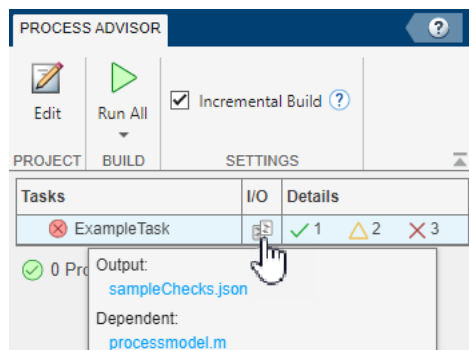 PROCESS ADVISOR
?
Edit
Run All
Incremental Build ?
PROJECT BUILD SETTINGS
Tasks I/O Details
ExampleTask 1 2 3
0 Pro
Output:
sampleChecks.json
Dependent:
processmodel.m